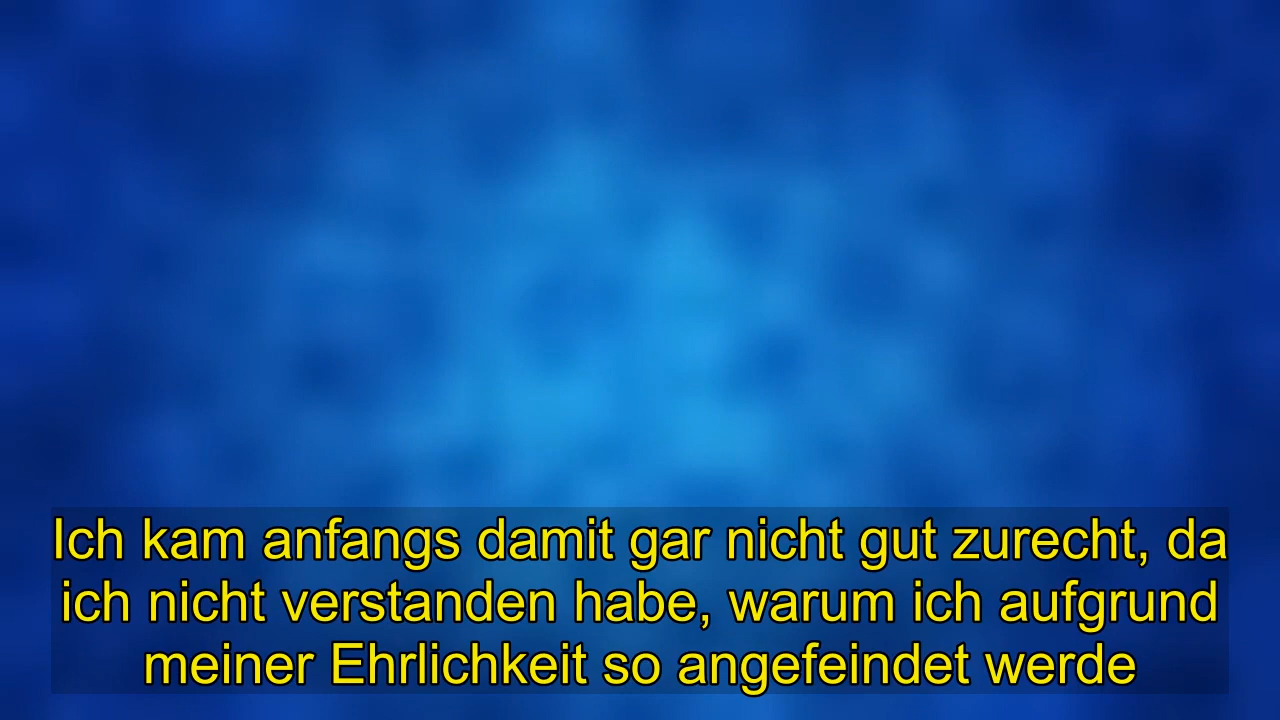 Ich kam anfangs damit gar nicht gut zurecht, da
ich nicht verstanden habe, warum ich aufgrund
meiner Ehrlichkeit so angefeindet werde